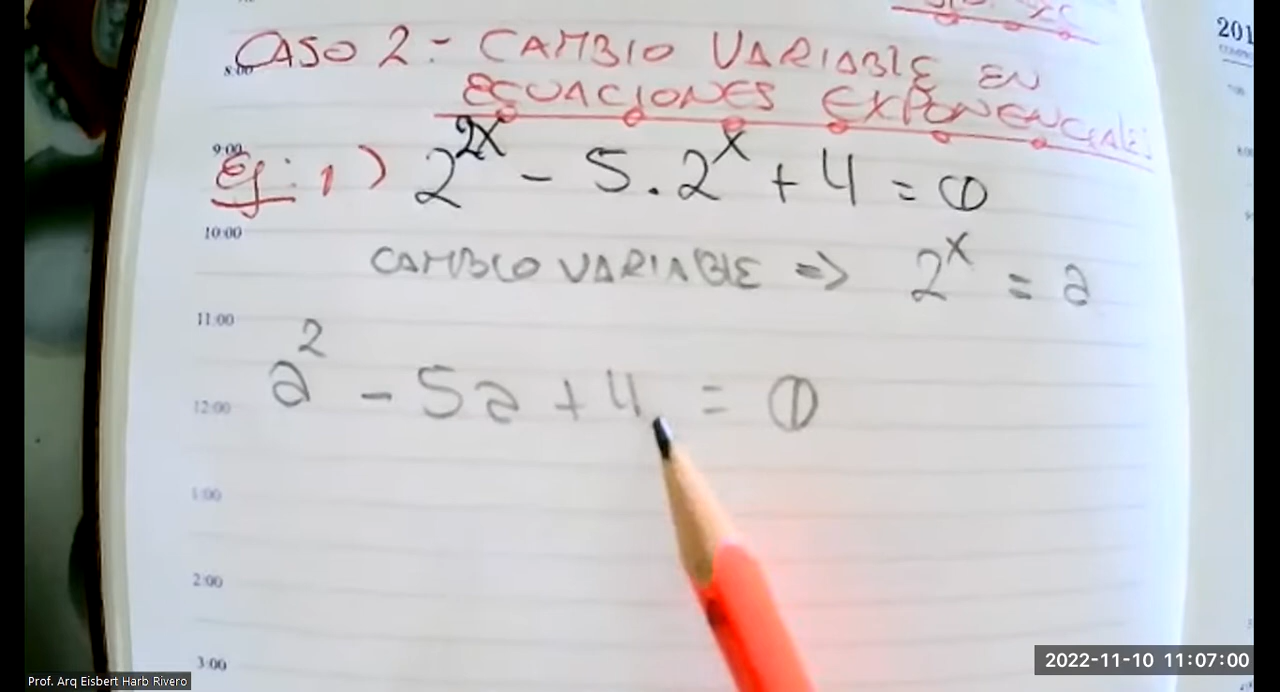 CASO 2 - CAMBIO VARIABLE EN
ECUACIONES EXPONENCIALES
Ej: 1) 2^2x - 5.2^x + 4 = 0
CAMBIO VARIABLE => 2^x = a
a^2 - 5a + 4 = 0
8:00
9:00
10:00
11:00
12:00
1:00
2:00
3:00
201
Prof. Arq Eisbert Harb Rivero
2022-11-10 11:07:00